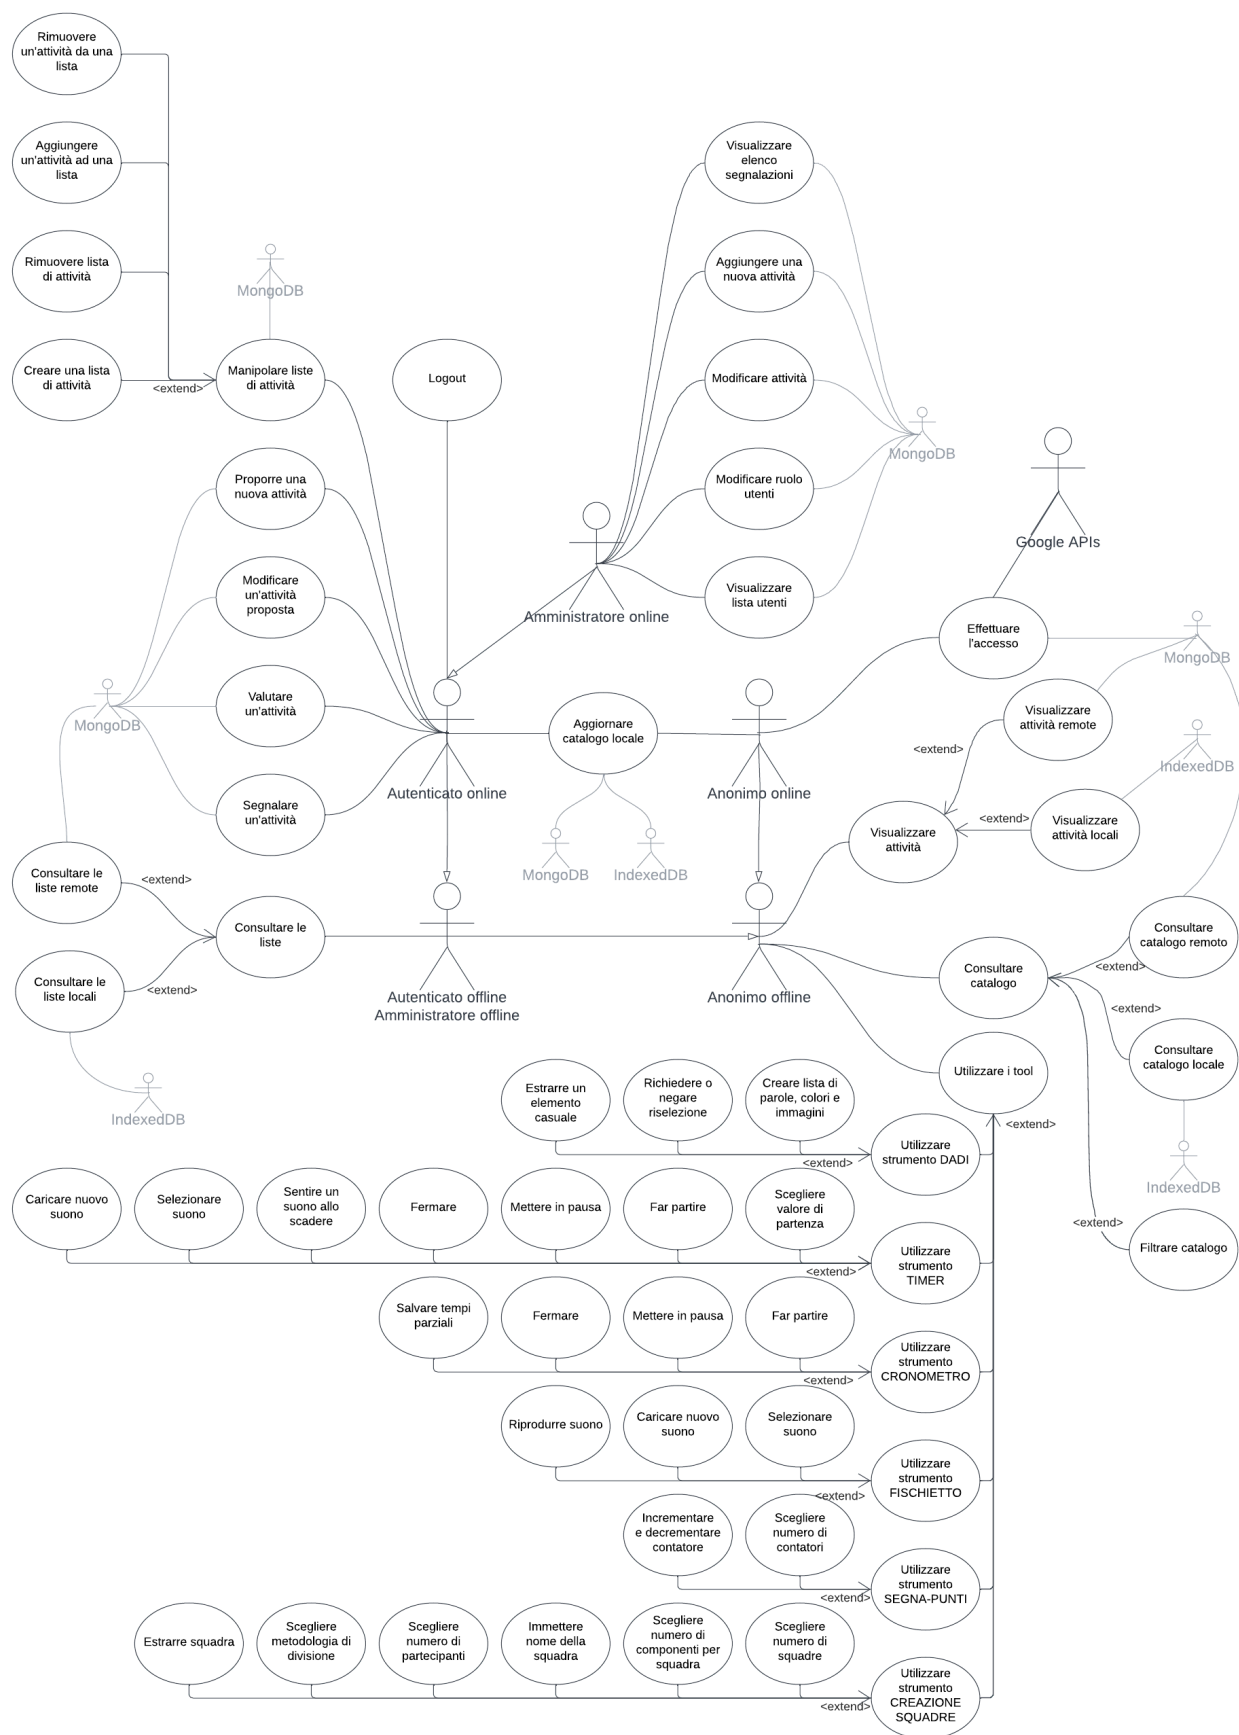 Rimuovere
un'attività da una
lista
Aggiungere
un'attività ad una
lista
Visualizzare
elenco
segnalazioni
Rimuovere lista
di attività
MongoDB
Aggiungere una
nuova attività
Creare una lista
di attività
<extend>
Manipolare liste
di attività
Logout
Modificare attività
MongoDB
Proporre una
nuova attività
Modificare ruolo
utenti
Google APIs
Modificare
un'attività
proposta
Amministratore online
Visualizzare
lista utenti
Effettuare
l'accesso
MongoDB
MongoDB
Valutare
un'attività
Aggiornare
catalogo locale
Visualizzare
attività remote
<extend>
IndexedDB
Segnalare
un'attività
Autenticato online
Anonimo online
Visualizzare
attività
<extend>
Visualizzare
attività locali
MongoDB
IndexedDB
Consultare le
liste remote
<extend>
Consultare le
liste
Consultare le
liste locali
<extend>
Autenticato offline
Amministratore offline
Anonimo offline
Consultare
catalogo
<extend>
Consultare
catalogo remoto
<extend>
Consultare
catalogo locale
IndexedDB
Utilizzare i tool
<extend>
IndexedDB
Estrarre un
elemento
casuale
Richiedere o
negare
riselezione
Creare lista di
parole, colori e
immagini
<extend>
Utilizzare
strumento DADI
Caricare nuovo
suono
Selezionare
suono
Sentire un
suono allo
scadere
Fermare
Mettere in pausa
Far partire
Scegliere
valore di
partenza
<extend>
Utilizzare
strumento
TIMER
<extend>
Filtrare catalogo
Salvare tempi
parziali
Fermare
Mettere in pausa
Far partire
<extend>
Utilizzare
strumento
CRONOMETRO
Riprodurre suono
Caricare nuovo
suono
Selezionare
suono
<extend>
Utilizzare
strumento
FISCHIETTO
Incrementare
e decrementare
contatore
Scegliere
numero di
contatori
<extend>
Utilizzare
strumento
SEGNA-PUNTI
Estrarre squadra
Scegliere
metodologia di
divisione
Scegliere
numero di
partecipanti
Immettere
nome della
squadra
Scegliere
numero di
componenti per
squadra
Scegliere
numero di
squadre
<extend>
Utilizzare
strumento
CREAZIONE
SQUADRE